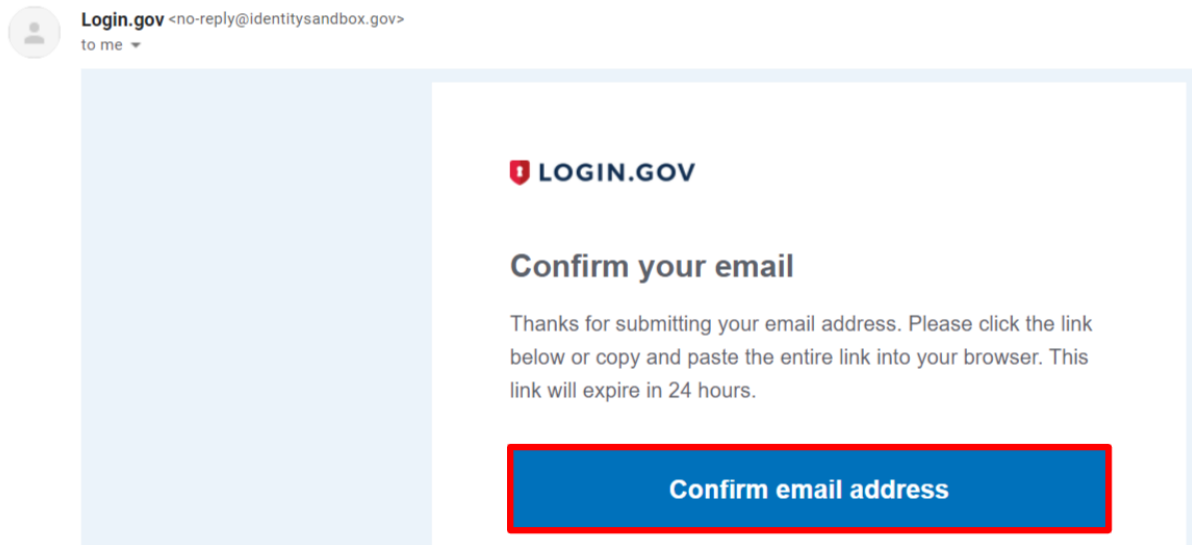 Login.gov <no-reply@identitysandbox.gov>
to me
LOGIN.GOV
Confirm your email
Thanks for submitting your email address. Please click the link
below or copy and paste the entire link into your browser. This
link will expire in 24 hours.
Confirm email address